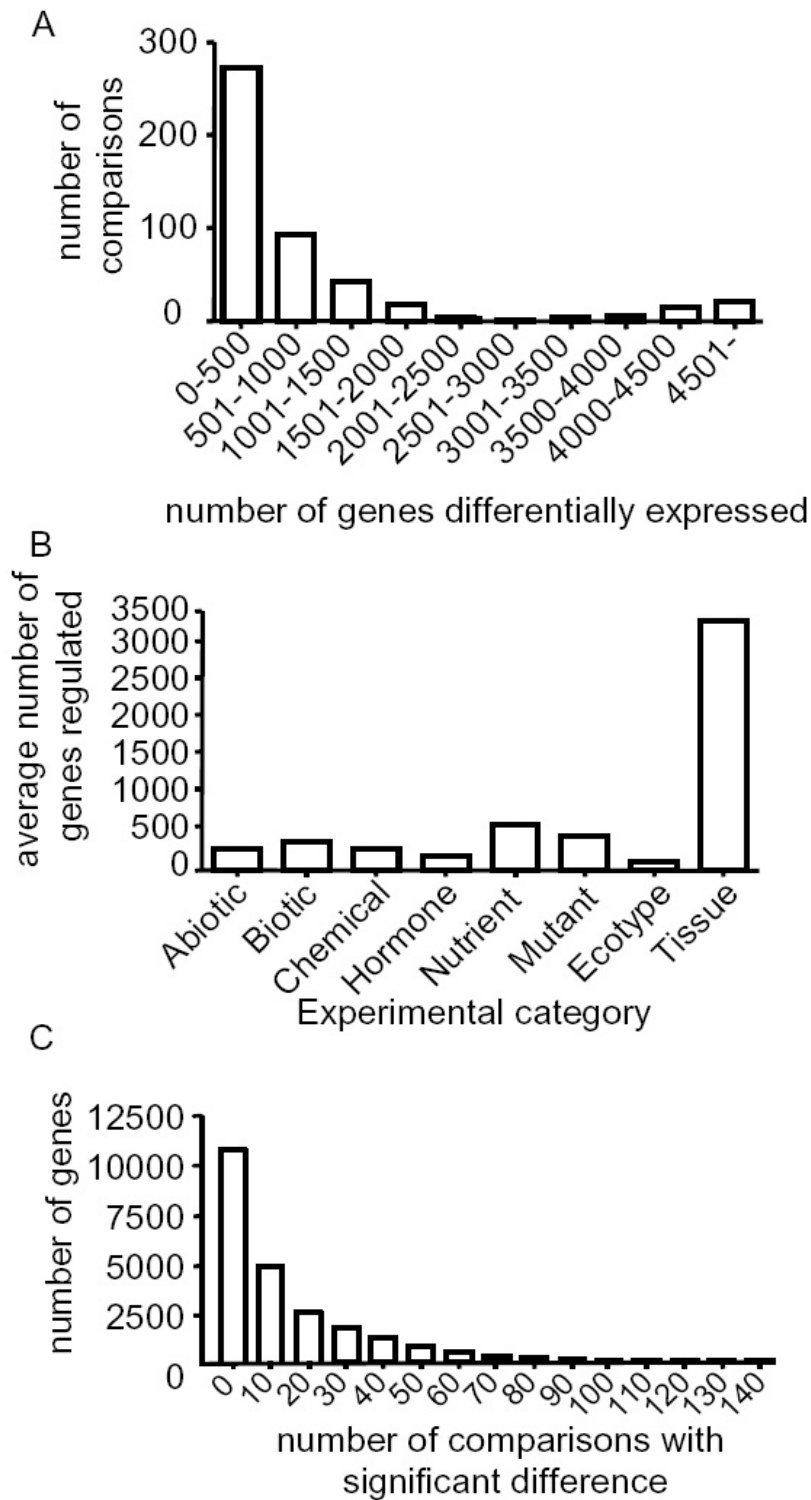 A
number of
comparisons
300
200
100
0
0-500
501-1000
1001-1500
1501-2000
2001-2500
2501-3000
3001-3500
3500-4000
4000-4500
4501-
number of genes differentially expressed
B
average number of
genes regulated
3500
3000
2500
2000
1500
1000
500
0
Abiotic
Biotic
Chemical
Hormone
Nutrient
Mutant
Ecotype
Tissue
Experimental category
C
number of genes
12500
10000
7500
5000
2500
0
0
10
20
30
40
50
60
70
80
90
100
110
120
130
140
number of comparisons with
significant difference